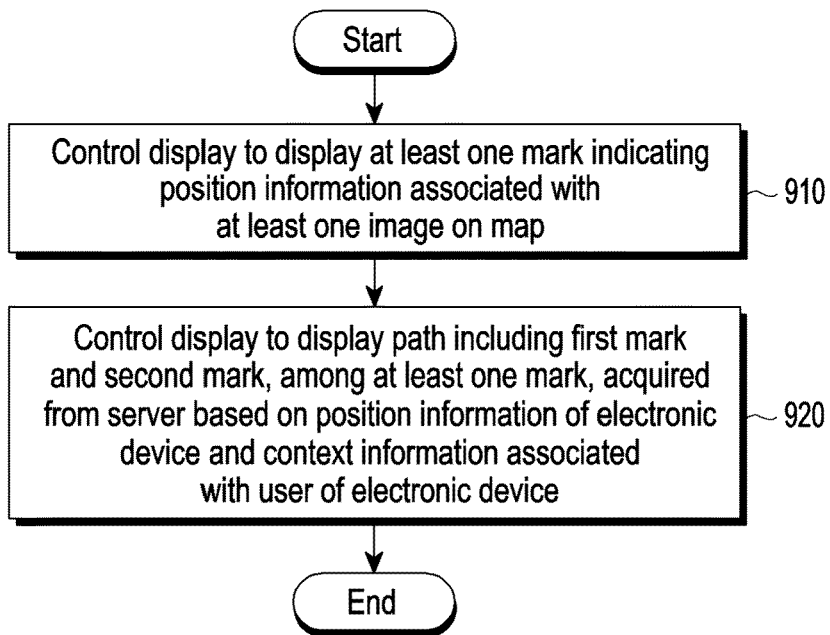 Start
Control display to display at least one mark indicating
position information associated with
at least one image on map
910
Control display to display path including first mark
and second mark, among at least one mark, acquired
from server based on position information of electronic
device and context information associated
with user of electronic device
920
End